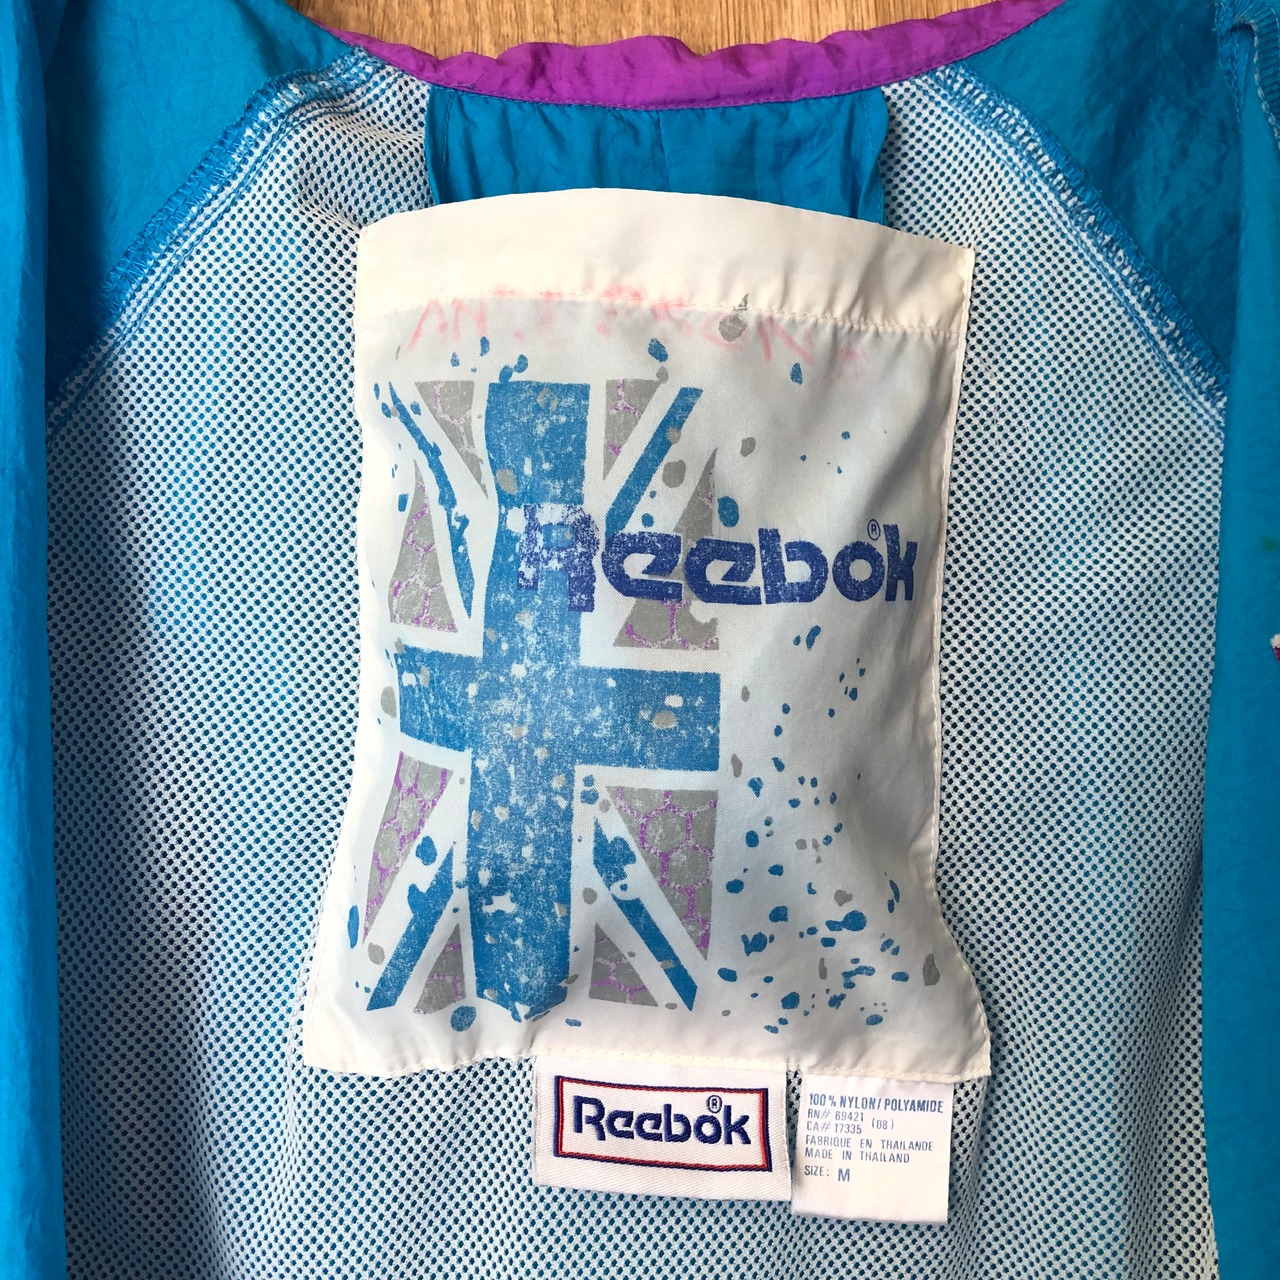 Reebok®
Reebok®
100% NYLON/POLYAMIDE
RN# 69421 (08)
CA# 17335
FABRIQUE EN THAILANDE
MADE IN THAILAND
SIZE: M